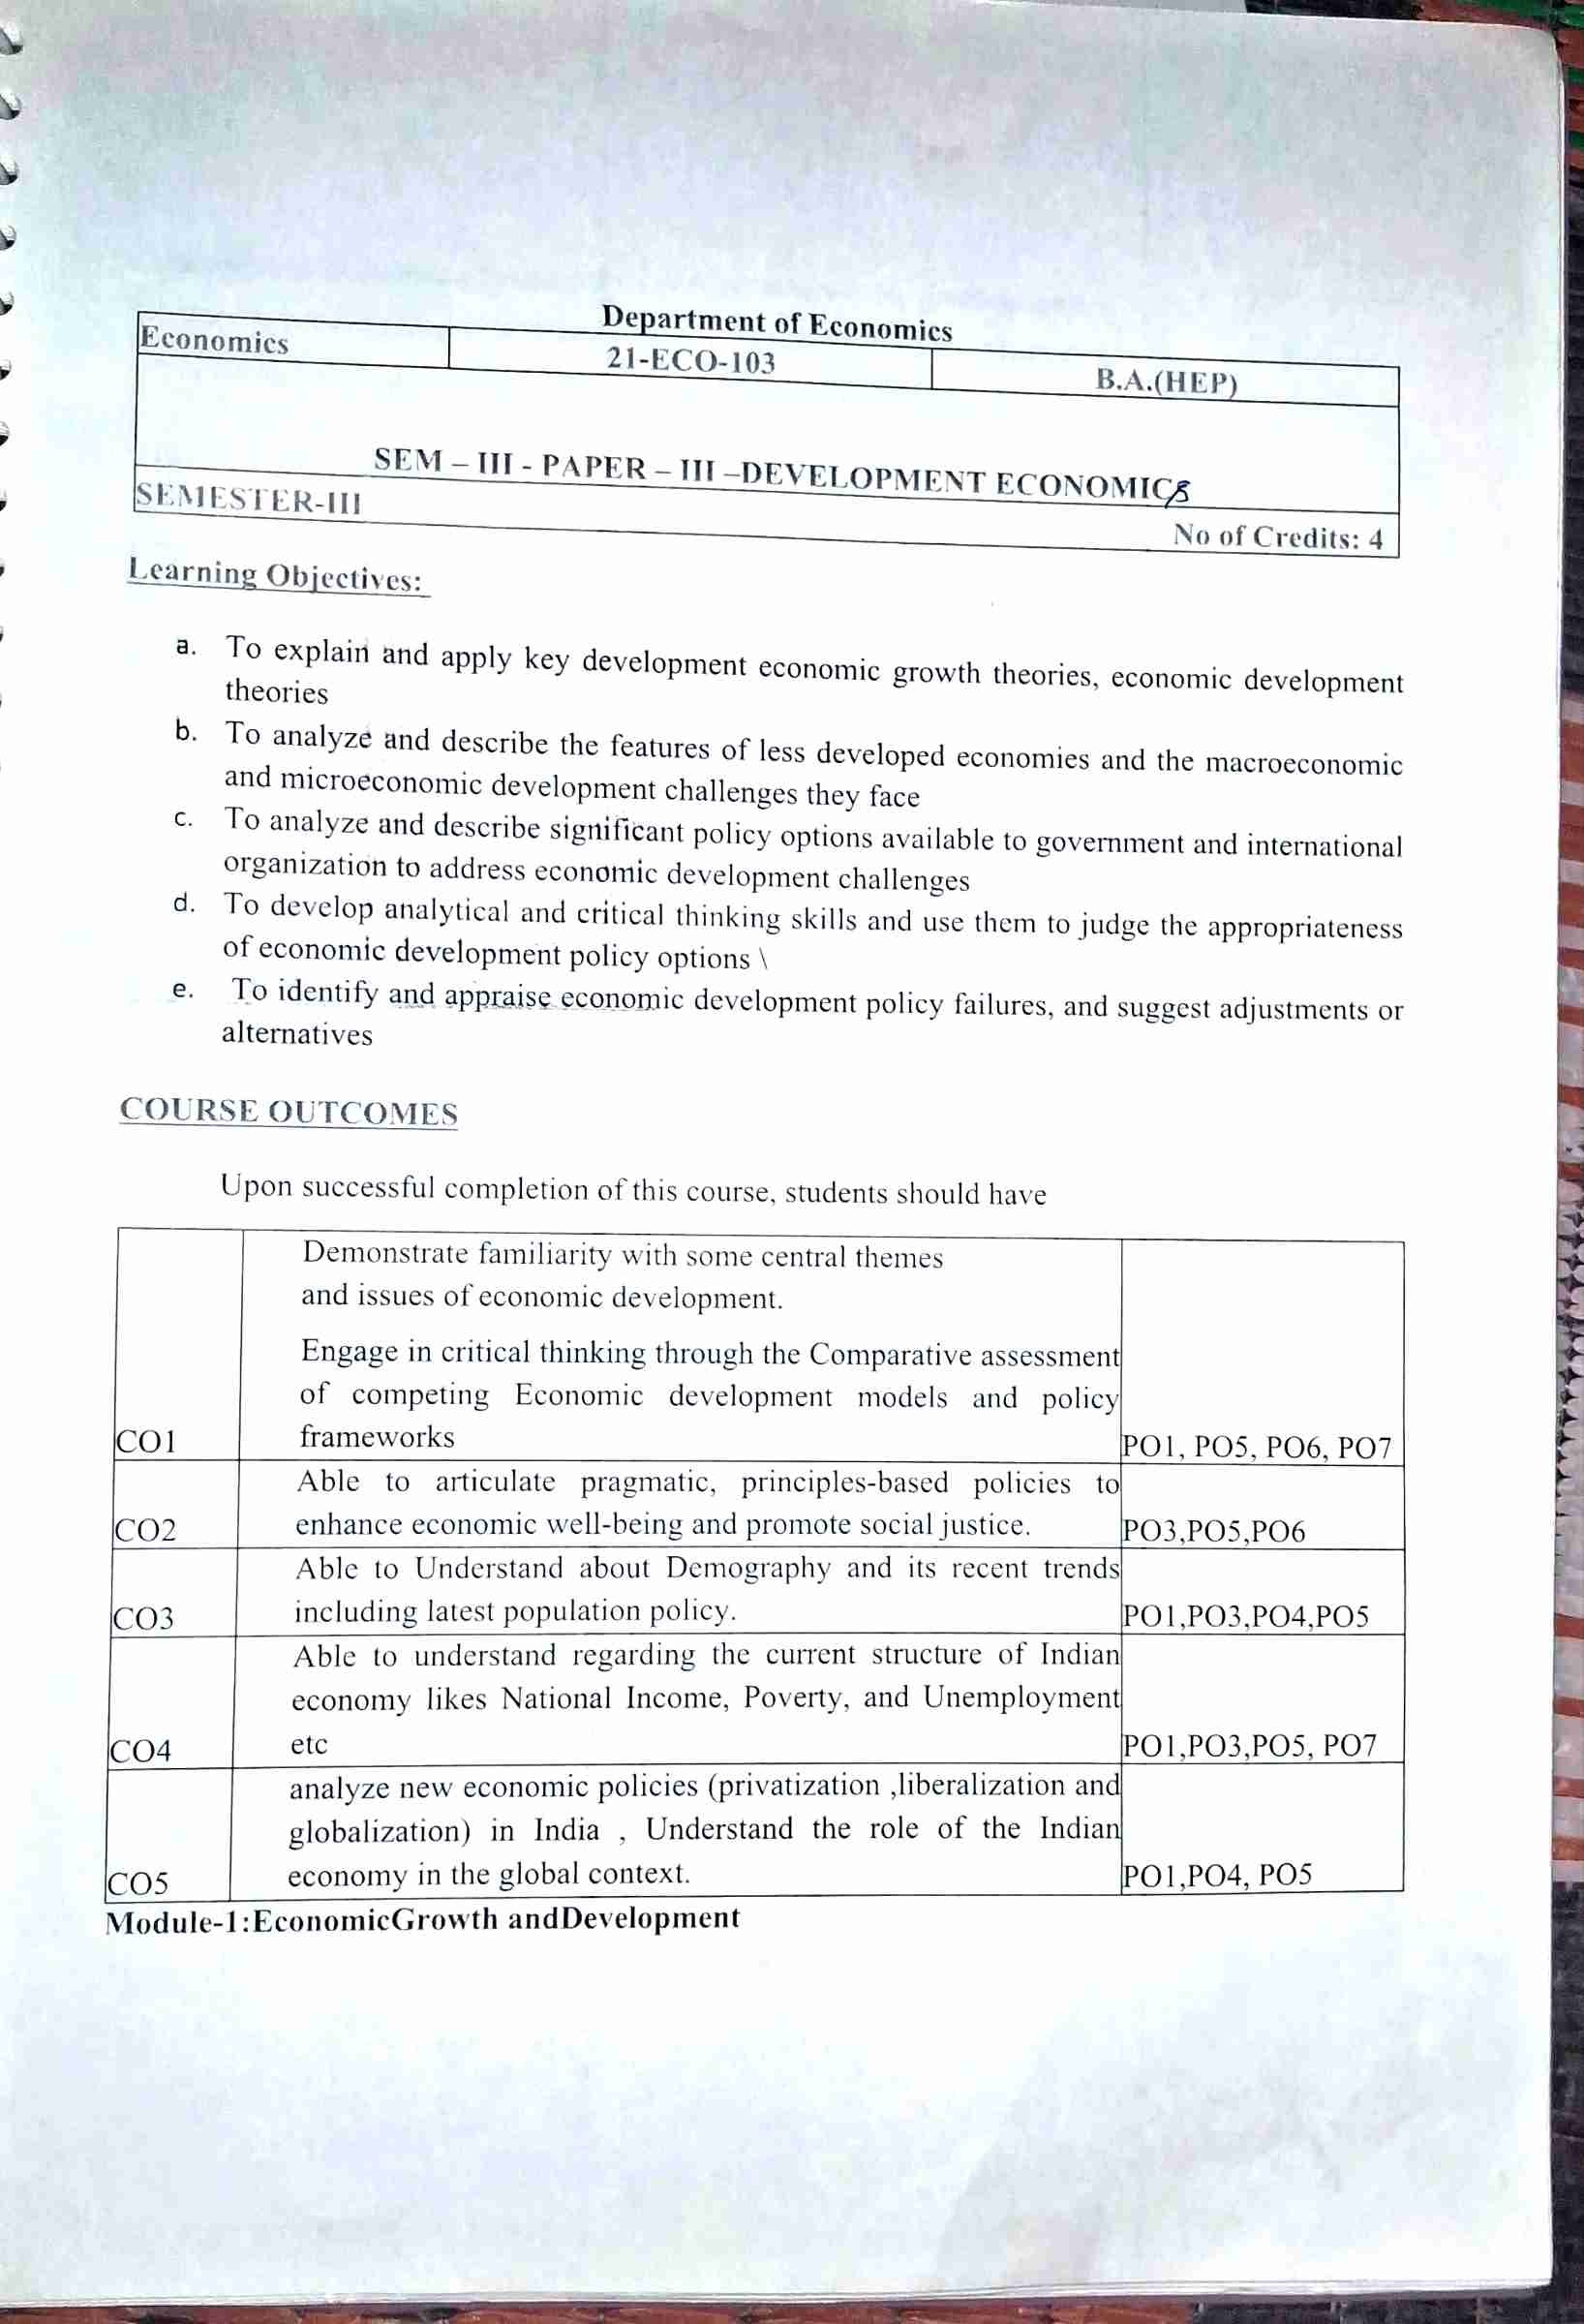 Department of Economics
Economics
21-ECO-103
B.A.(HEP)
SEM – III - PAPER – III –DEVELOPMENT ECONOMICS
SEMESTER-III
No of Credits: 4
Learning Objectives:
a. To explain and apply key development economic growth theories, economic development
theories
b. To analyze and describe the features of less developed economies and the macroeconomic
and microeconomic development challenges they face
c. To analyze and describe significant policy options available to government and international
organization to address economic development challenges
d. To develop analytical and critical thinking skills and use them to judge the appropriateness
of economic development policy options \
e. To identify and appraise economic development policy failures, and suggest adjustments or
alternatives
COURSE OUTCOMES
Upon successful completion of this course, students should have
Demonstrate familiarity with some central themes
and issues of economic development.
Engage in critical thinking through the Comparative assessment
of competing Economic development models and policy
CO1 frameworks PO1, PO5, PO6, PO7
Able to articulate pragmatic, principles-based policies to
CO2 enhance economic well-being and promote social justice. PO3,PO5,PO6
Able to Understand about Demography and its recent trends
CO3 including latest population policy. PO1,PO3,PO4,PO5
Able to understand regarding the current structure of Indian
economy likes National Income, Poverty, and Unemployment
CO4 etc PO1,PO3,PO5, PO7
analyze new economic policies (privatization ,liberalization and
globalization) in India , Understand the role of the Indian
CO5 economy in the global context. PO1,PO4, PO5
Module-1:EconomicGrowth andDevelopment